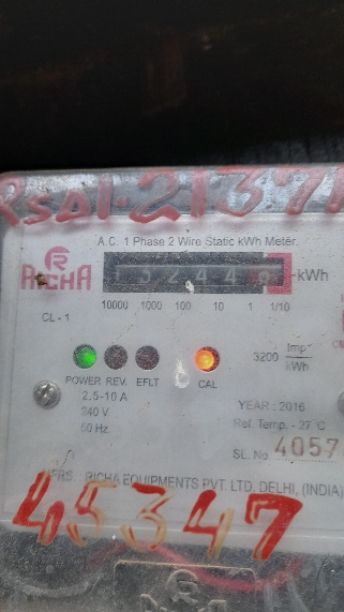 RSD1-21371
A.C. 1 Phase 2 Wire Static kWh Meter.
R
RICHA
13244
kWh
10000 1000 100 10 1 1/10
CL - 1
3200 Imp/kWh
POWER REV. EFLT CAL
2.5-10 A
240 V
50 Hz.
YEAR : 2016
Ref. Temp. - 27°C
SL. No. 4057
MFRS. : RICHA EQUIPMENTS PVT. LTD, DELHI, (INDIA)
45347
R